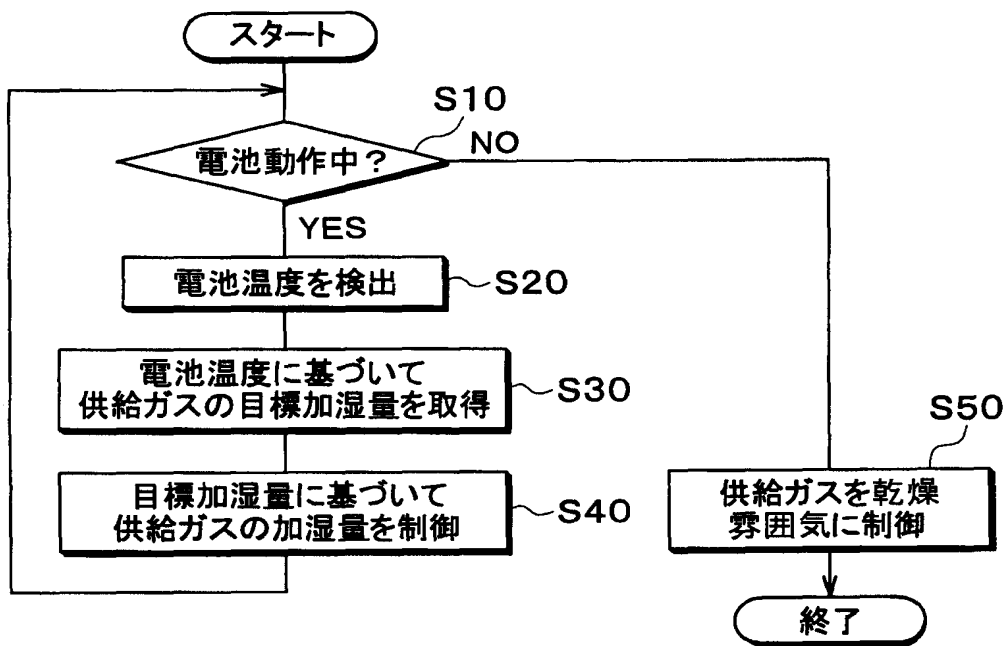 スタート
S10
電池動作中?
NO
YES
電池温度を検出
S20
電池温度に基づいて
供給ガスの目標加湿量を取得
S30
目標加湿量に基づいて
供給ガスの加湿量を制御
S40
S50
供給ガスを乾燥
雰囲気に制御
終了